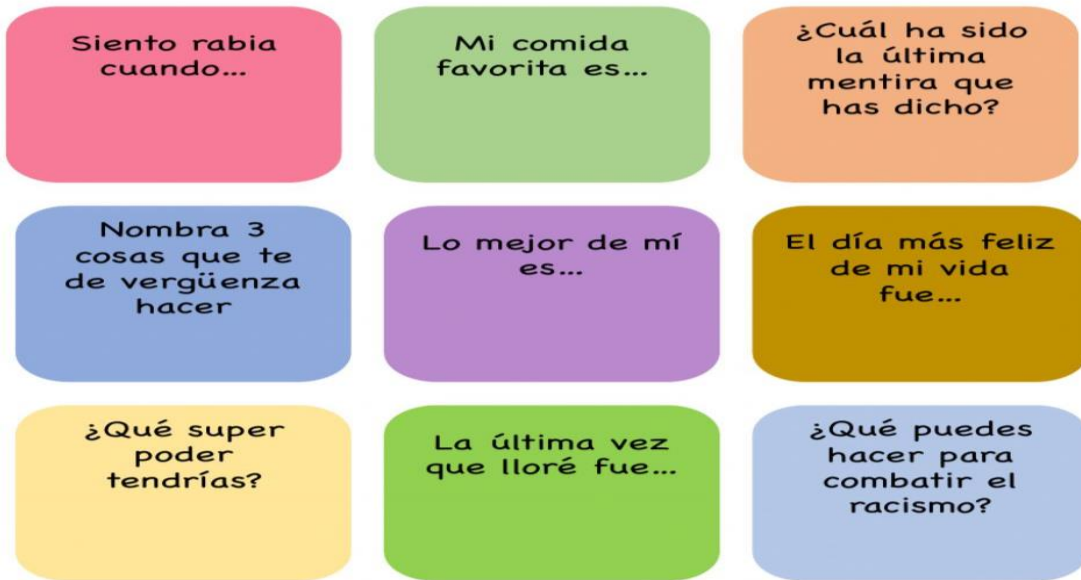 Siento rabia
cuando...
Mi comida
favorita es...
¿Cuál ha sido
la última
mentira que
has dicho?
Nombra 3
cosas que te
de vergüenza
hacer
Lo mejor de mí
es...
El día más feliz
de mi vida
fue...
¿Qué super
poder
tendrías?
La última vez
que lloré fue...
¿Qué puedes
hacer para
combatir el
racismo?